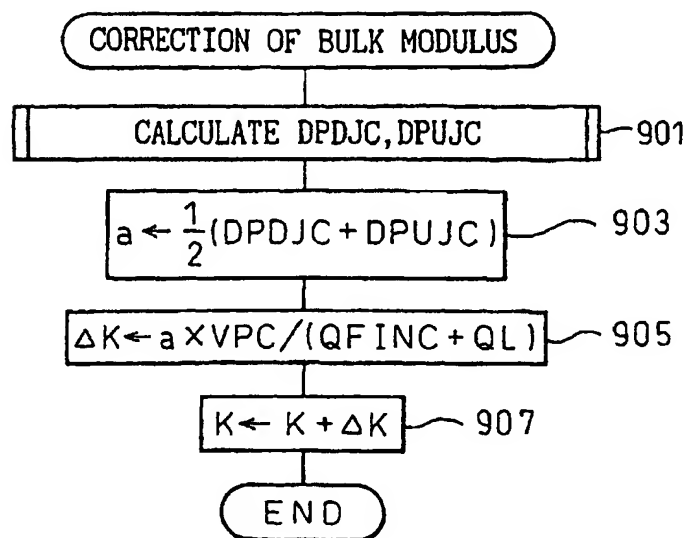 CORRECTION OF BULK MODULUS
CALCULATE DPDJC, DPUJC
901
a ← 1/2 (DPDJC + DPUJC)
903
ΔK ← a × VPC / (QFINC + QL)
905
K ← K + ΔK
907
END